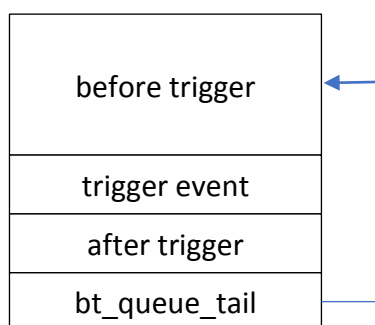 before trigger
trigger event
after trigger
bt_queue_tail